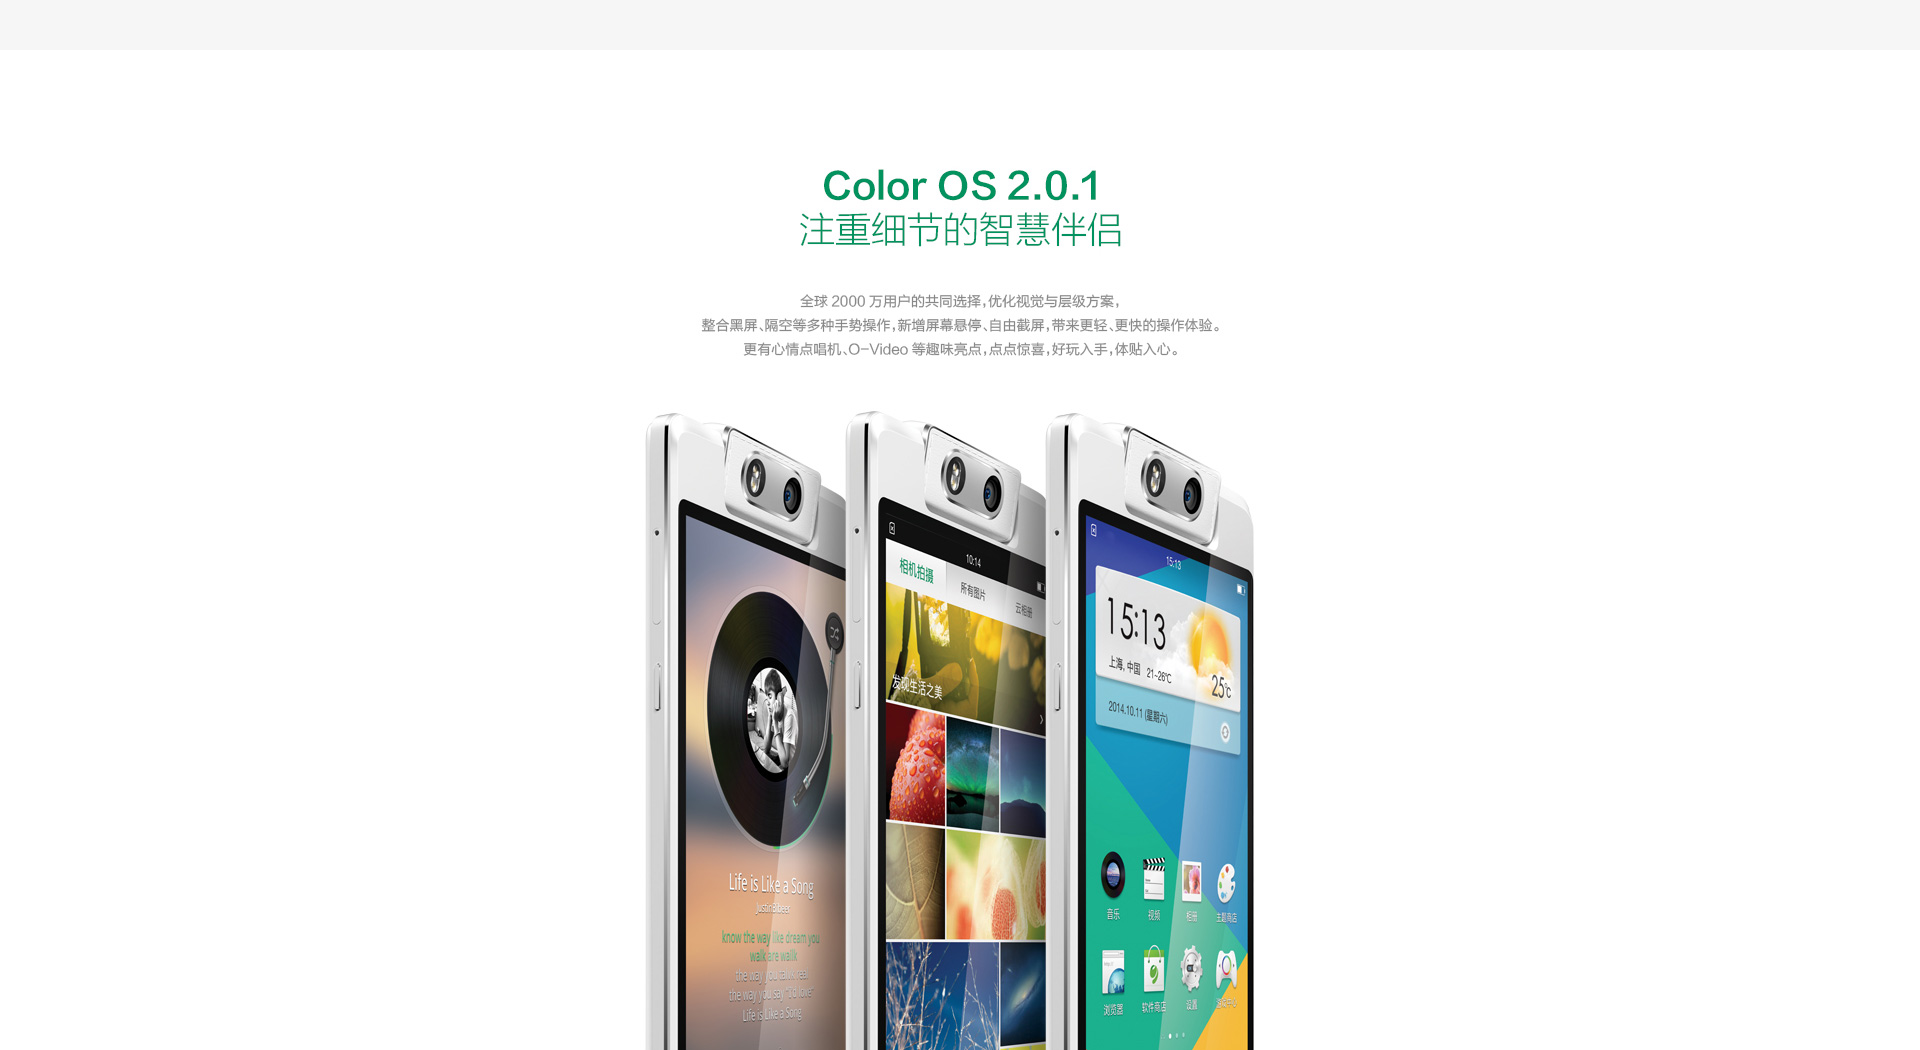 Color OS 2.0.1
注重细节的智慧伴侣
全球 2000 万用户的共同选择，优化视觉与层级方案，
整合黑屏、隔空等多种手势操作，新增屏幕悬停、自由截屏，带来更轻、更快的操作体验。
更有心情点唱机、O-Video 等趣味亮点，点点惊喜，好玩入手，体贴入心。
Life is Like a Song
JustinBibeer
know the way like dream you
walk are wallk
the way you talk
the way you say "I'd love"
Life is Like a Song
10:14
相机拍摄
所有图片
云相册
发现生活之美
15:13
15:13
上海, 中国 21~26℃
25℃
2014.10.11 (星期六)
音乐
视频
相册
主题商店
浏览器
软件商店
设置
游戏中心